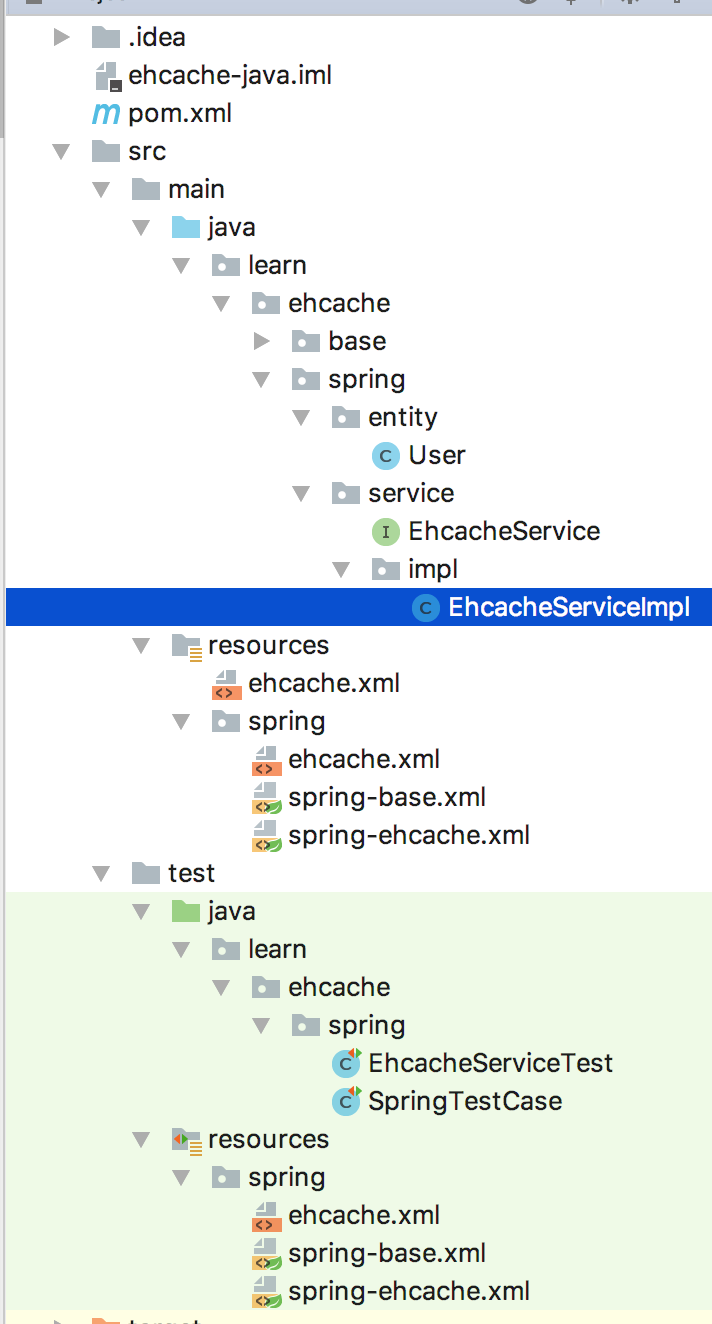 .idea
ehcache-java.iml
pom.xml
src
main
java
learn
ehcache
base
spring
entity
User
service
EhcacheService
impl
EhcacheServiceImpl
resources
ehcache.xml
spring
ehcache.xml
spring-base.xml
spring-ehcache.xml
test
java
learn
ehcache
spring
EhcacheServiceTest
SpringTestCase
resources
spring
ehcache.xml
spring-base.xml
spring-ehcache.xml
target